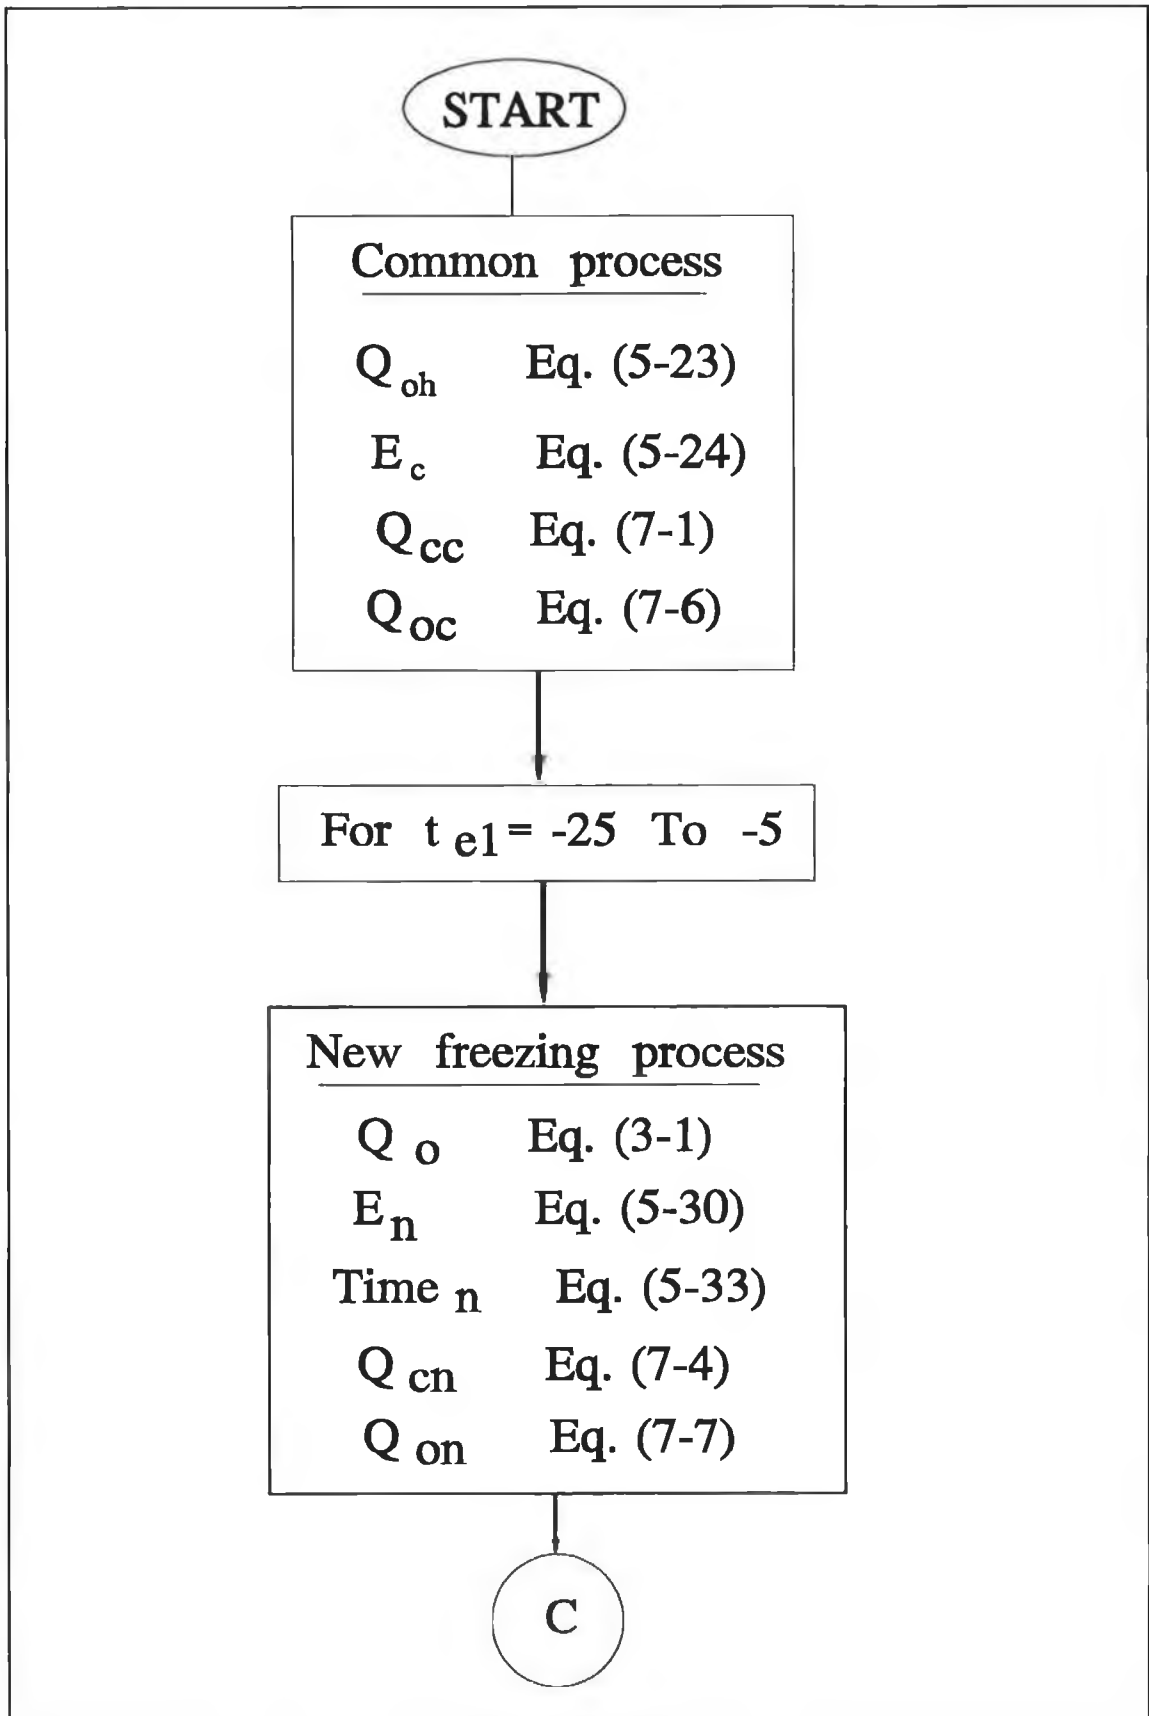 START
Common process
Q oh Eq. (5-23)
E c Eq. (5-24)
Q cc Eq. (7-1)
Q oc Eq. (7-6)
For t e1 = -25 To -5
New freezing process
Q o Eq. (3-1)
E n Eq. (5-30)
Time n Eq. (5-33)
Q cn Eq. (7-4)
Q on Eq. (7-7)
C